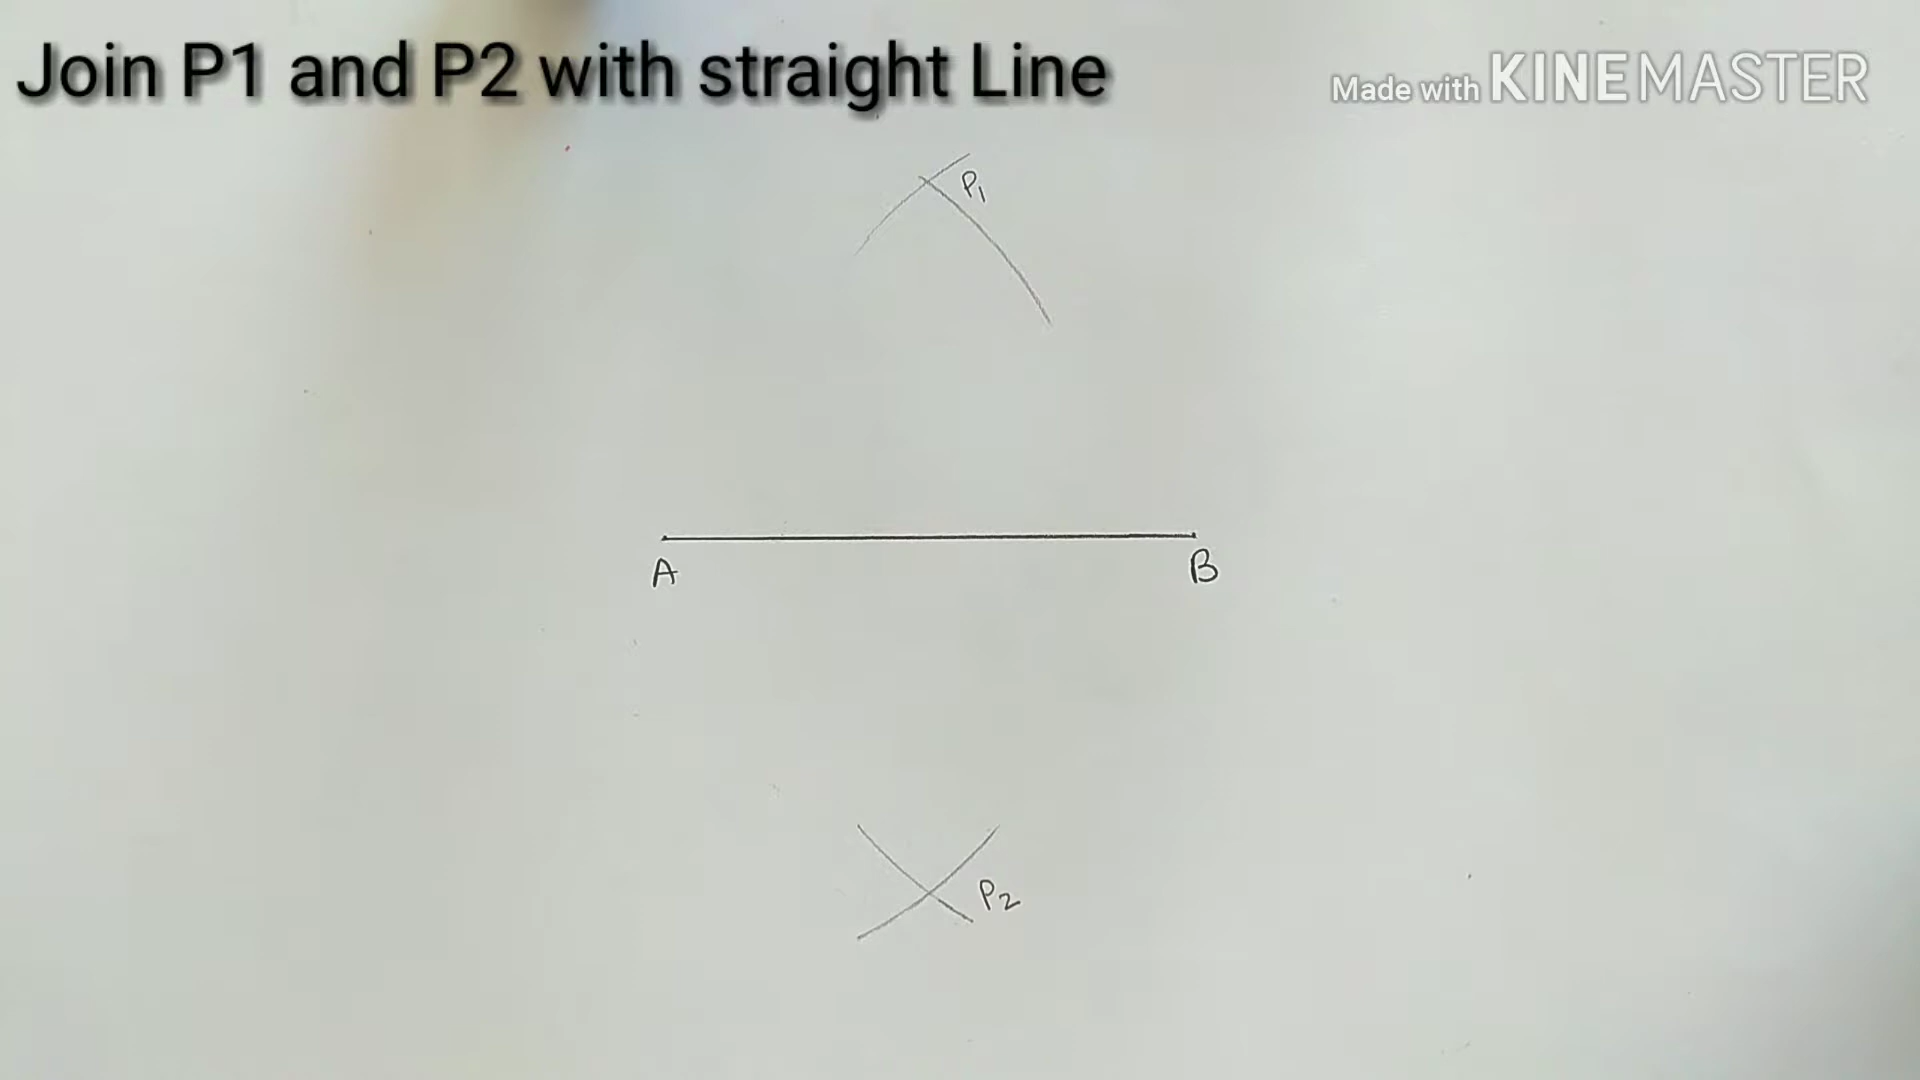 Join P1 and P2 with straight Line
Made with KINEMASTER
P1
A
B
P2